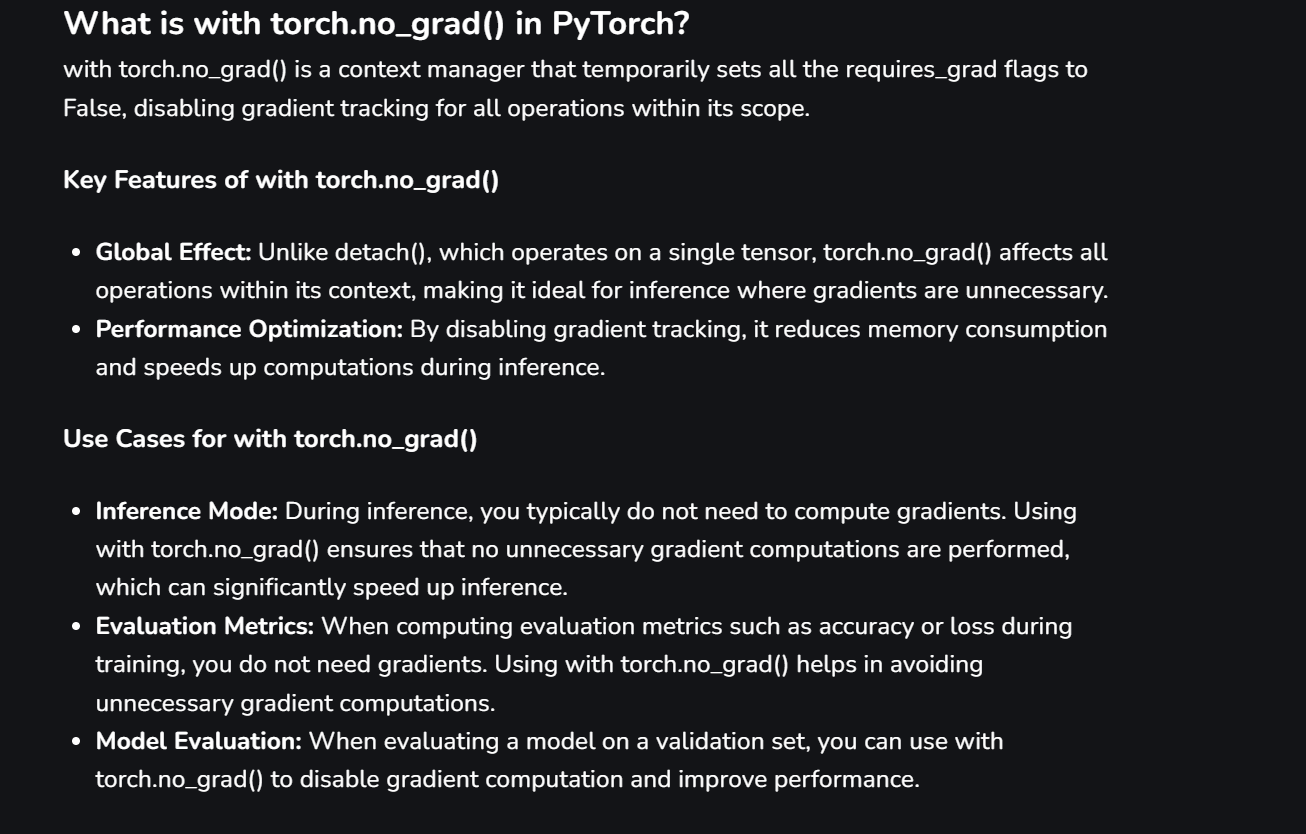 What is with torch.no_grad() in PyTorch?
with torch.no_grad() is a context manager that temporarily sets all the requires_grad flags to
False, disabling gradient tracking for all operations within its scope.
Key Features of with torch.no_grad()
• Global Effect: Unlike detach(), which operates on a single tensor, torch.no_grad() affects all
operations within its context, making it ideal for inference where gradients are unnecessary.
• Performance Optimization: By disabling gradient tracking, it reduces memory consumption
and speeds up computations during inference.
Use Cases for with torch.no_grad()
• Inference Mode: During inference, you typically do not need to compute gradients. Using
with torch.no_grad() ensures that no unnecessary gradient computations are performed,
which can significantly speed up inference.
• Evaluation Metrics: When computing evaluation metrics such as accuracy or loss during
training, you do not need gradients. Using with torch.no_grad() helps in avoiding
unnecessary gradient computations.
• Model Evaluation: When evaluating a model on a validation set, you can use with
torch.no_grad() to disable gradient computation and improve performance.